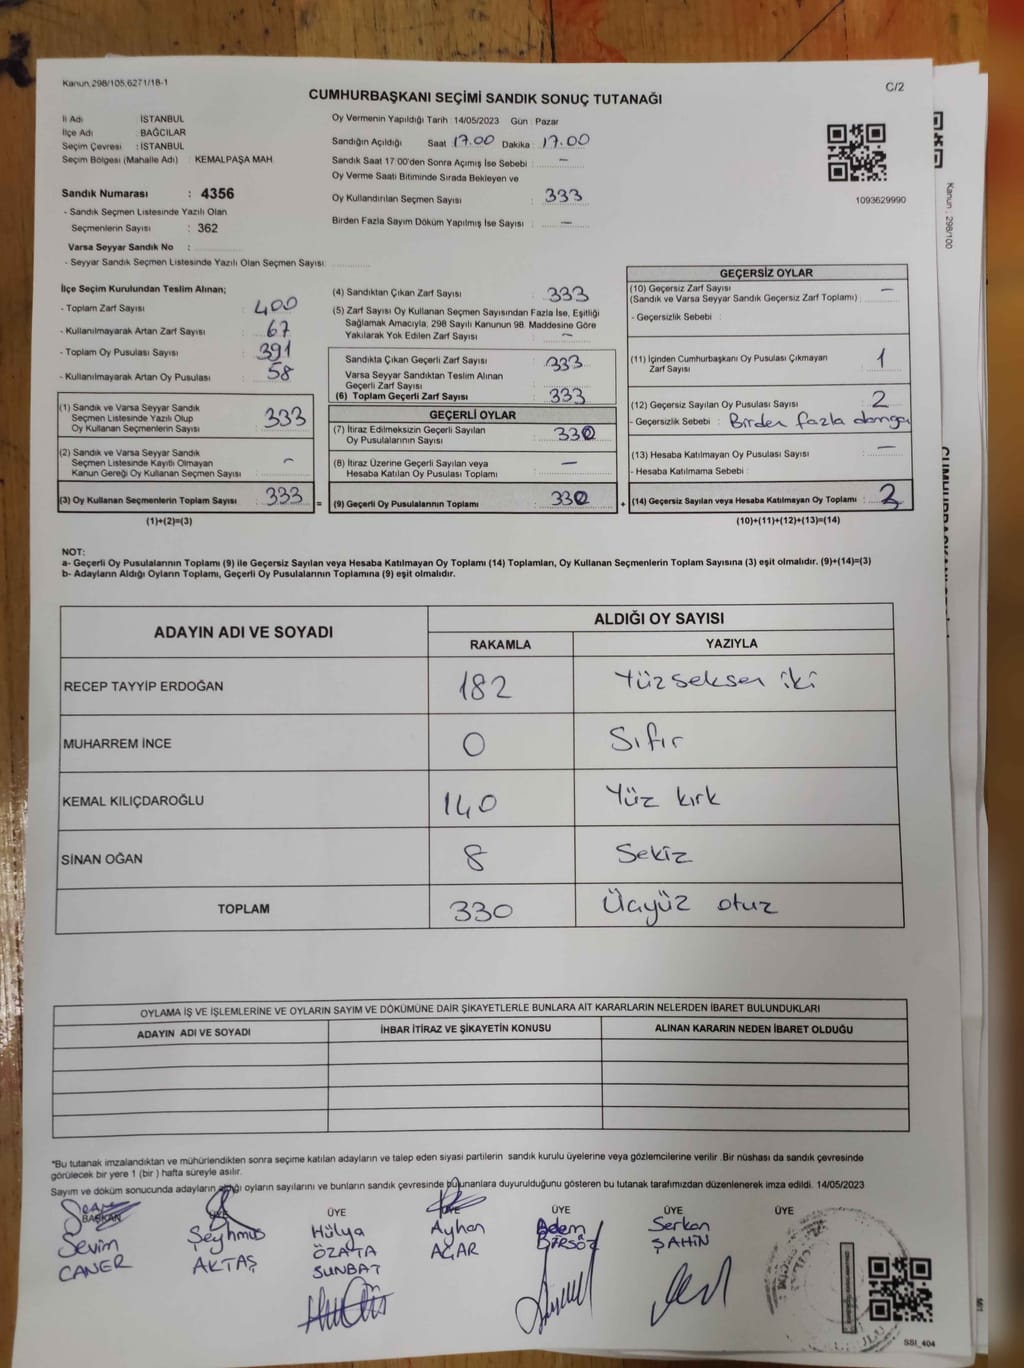 Kanun.298/105,6271/18-1
C/2
CUMHURBAŞKANI SEÇİMİ SANDIK SONUÇ TUTANAĞI
İl Adı İSTANBUL
İlçe Adı : BAĞCILAR
Seçim Çevresi : İSTANBUL
Seçim Bölgesi (Mahalle Adı) : KEMALPAŞA MAH
Sandık Numarası : 4356
- Sandık Seçmen Listesinde Yazılı Olan
Seçmenlerin Sayısı : 362
Varsa Seyyar Sandık No :
- Seyyar Sandık Seçmen Listesinde Yazılı Olan Seçmen Sayısı:
Oy Vermenin Yapıldığı Tarih : 14/05/2023 Gün : Pazar
Sandığın Açıldığı Saat : 17.00 Dakika : 17.00
Sandık Saat 17:00'den Sonra Açımış İse Sebebi : —
Oy Verme Saati Bitiminde Sırada Bekleyen ve
Oy Kullandırılan Seçmen Sayısı : 333
Birden Fazla Sayım Döküm Yapılmış İse Sayısı : —
1093629990
İlçe Seçim Kurulundan Teslim Alınan;
- Toplam Zarf Sayısı : 400
- Kullanılmayarak Artan Zarf Sayısı : 67
- Toplam Oy Pusulası Sayısı : 391
- Kullanılmayarak Artan Oy Pusulası : 58
(1) Sandık ve Varsa Seyyar Sandık
Seçmen Listesinde Yazılı Olup
Oy Kullanan Seçmenlerin Sayısı : 333
(2) Sandık ve Varsa Seyyar Sandık
Seçmen Listesinde Kayıtlı Olmayan
Kanun Gereği Oy Kullanan Seçmen Sayısı : —
(3) Oy Kullanan Seçmenlerin Toplam Sayısı : 333
(1)+(2)=(3)
=
(4) Sandıktan Çıkan Zarf Sayısı : 333
(5) Zarf Sayısı Oy Kullanan Seçmen Sayısından Fazla İse, Eşitliği
Sağlamak Amacıyla, 298 Sayılı Kanunun 98. Maddesine Göre
Yakılarak Yok Edilen Zarf Sayısı : —
Sandıkta Çıkan Geçerli Zarf Sayısı : 333
Varsa Seyyar Sandıktan Teslim Alınan
Geçerli Zarf Sayısı :
(6) Toplam Geçerli Zarf Sayısı : 333
GEÇERLİ OYLAR
(7) İtiraz Edilmeksizin Geçerli Sayılan
Oy Pusulalarının Sayısı : 330
(8) İtiraz Üzerine Geçerli Sayılan veya
Hesaba Katılan Oy Pusulası Toplamı : —
(9) Geçerli Oy Pusulalarının Toplamı : 330
+
GEÇERSİZ OYLAR
(10) Geçersiz Zarf Sayısı
(Sandık ve Varsa Seyyar Sandık Geçersiz Zarf Toplamı) : —
- Geçersizlik Sebebi :
(11) İçinden Cumhurbaşkanı Oy Pusulası Çıkmayan
Zarf Sayısı : 1
(12) Geçersiz Sayılan Oy Pusulası Sayısı : 2
- Geçersizlik Sebebi : Birden fazla damga
(13) Hesaba Katılmayan Oy Pusulası Sayısı : —
- Hesaba Katılmama Sebebi :
(14) Geçersiz Sayılan veya Hesaba Katılmayan Oy Toplamı : 3
(10)+(11)+(12)+(13)=(14)
NOT:
a- Geçerli Oy Pusulalarının Toplamı (9) ile Geçersiz Sayılan veya Hesaba Katılmayan Oy Toplamı (14) Toplamları, Oy Kullanan Seçmenlerin Toplam Sayısına (3) eşit olmalıdır. (9)+(14)=(3)
b- Adayların Aldığı Oyların Toplamı, Geçerli Oy Pusulalarının Toplamına (9) eşit olmalıdır.
ADAYIN ADI VE SOYADI ALDIĞI OY SAYISI
RAKAMLA YAZIYLA
RECEP TAYYİP ERDOĞAN 182 Yüzseksen iki
MUHARREM İNCE 0 Sıfır
KEMAL KILIÇDAROĞLU 140 Yüz kırk
SİNAN OĞAN 8 Sekiz
TOPLAM 330 Üçyüz otuz
OYLAMA İŞ VE İŞLEMLERİNE VE OYLARIN SAYIM VE DÖKÜMÜNE DAİR ŞİKAYETLERLE BUNLARA AİT KARARLARIN NELERDEN İBARET BULUNDUKLARI
ADAYIN ADI VE SOYADI İHBAR İTİRAZ VE ŞİKAYETİN KONUSU ALINAN KARARIN NEDEN İBARET OLDUĞU
*Bu tutanak imzalandıktan ve mühürlendikten sonra seçime katılan adayların ve talep eden siyasi partilerin sandık kurulu üyelerine veya gözlemcilerine verilir .Bir nüshası da sandık çevresinde
görülecek bir yere 1 (bir ) hafta süreyle asılır.
Sayım ve döküm sonucunda adayların aldığı oyların sayılarını ve bunların sandık çevresinde bulunanlara duyurulduğunu gösteren bu tutanak tarafımızdan düzenlenerek imza edildi. 14/05/2023
BAŞKAN ÜYE ÜYE ÜYE ÜYE ÜYE ÜYE
Sevim CANER
Şeyhmus AKTAŞ
Hülya ÖZATA SUNBAT
Ayhan AÇAR
Adem BİRSÖZ
Serkan ŞAHİN
SSI_404
Kanun . 298/100